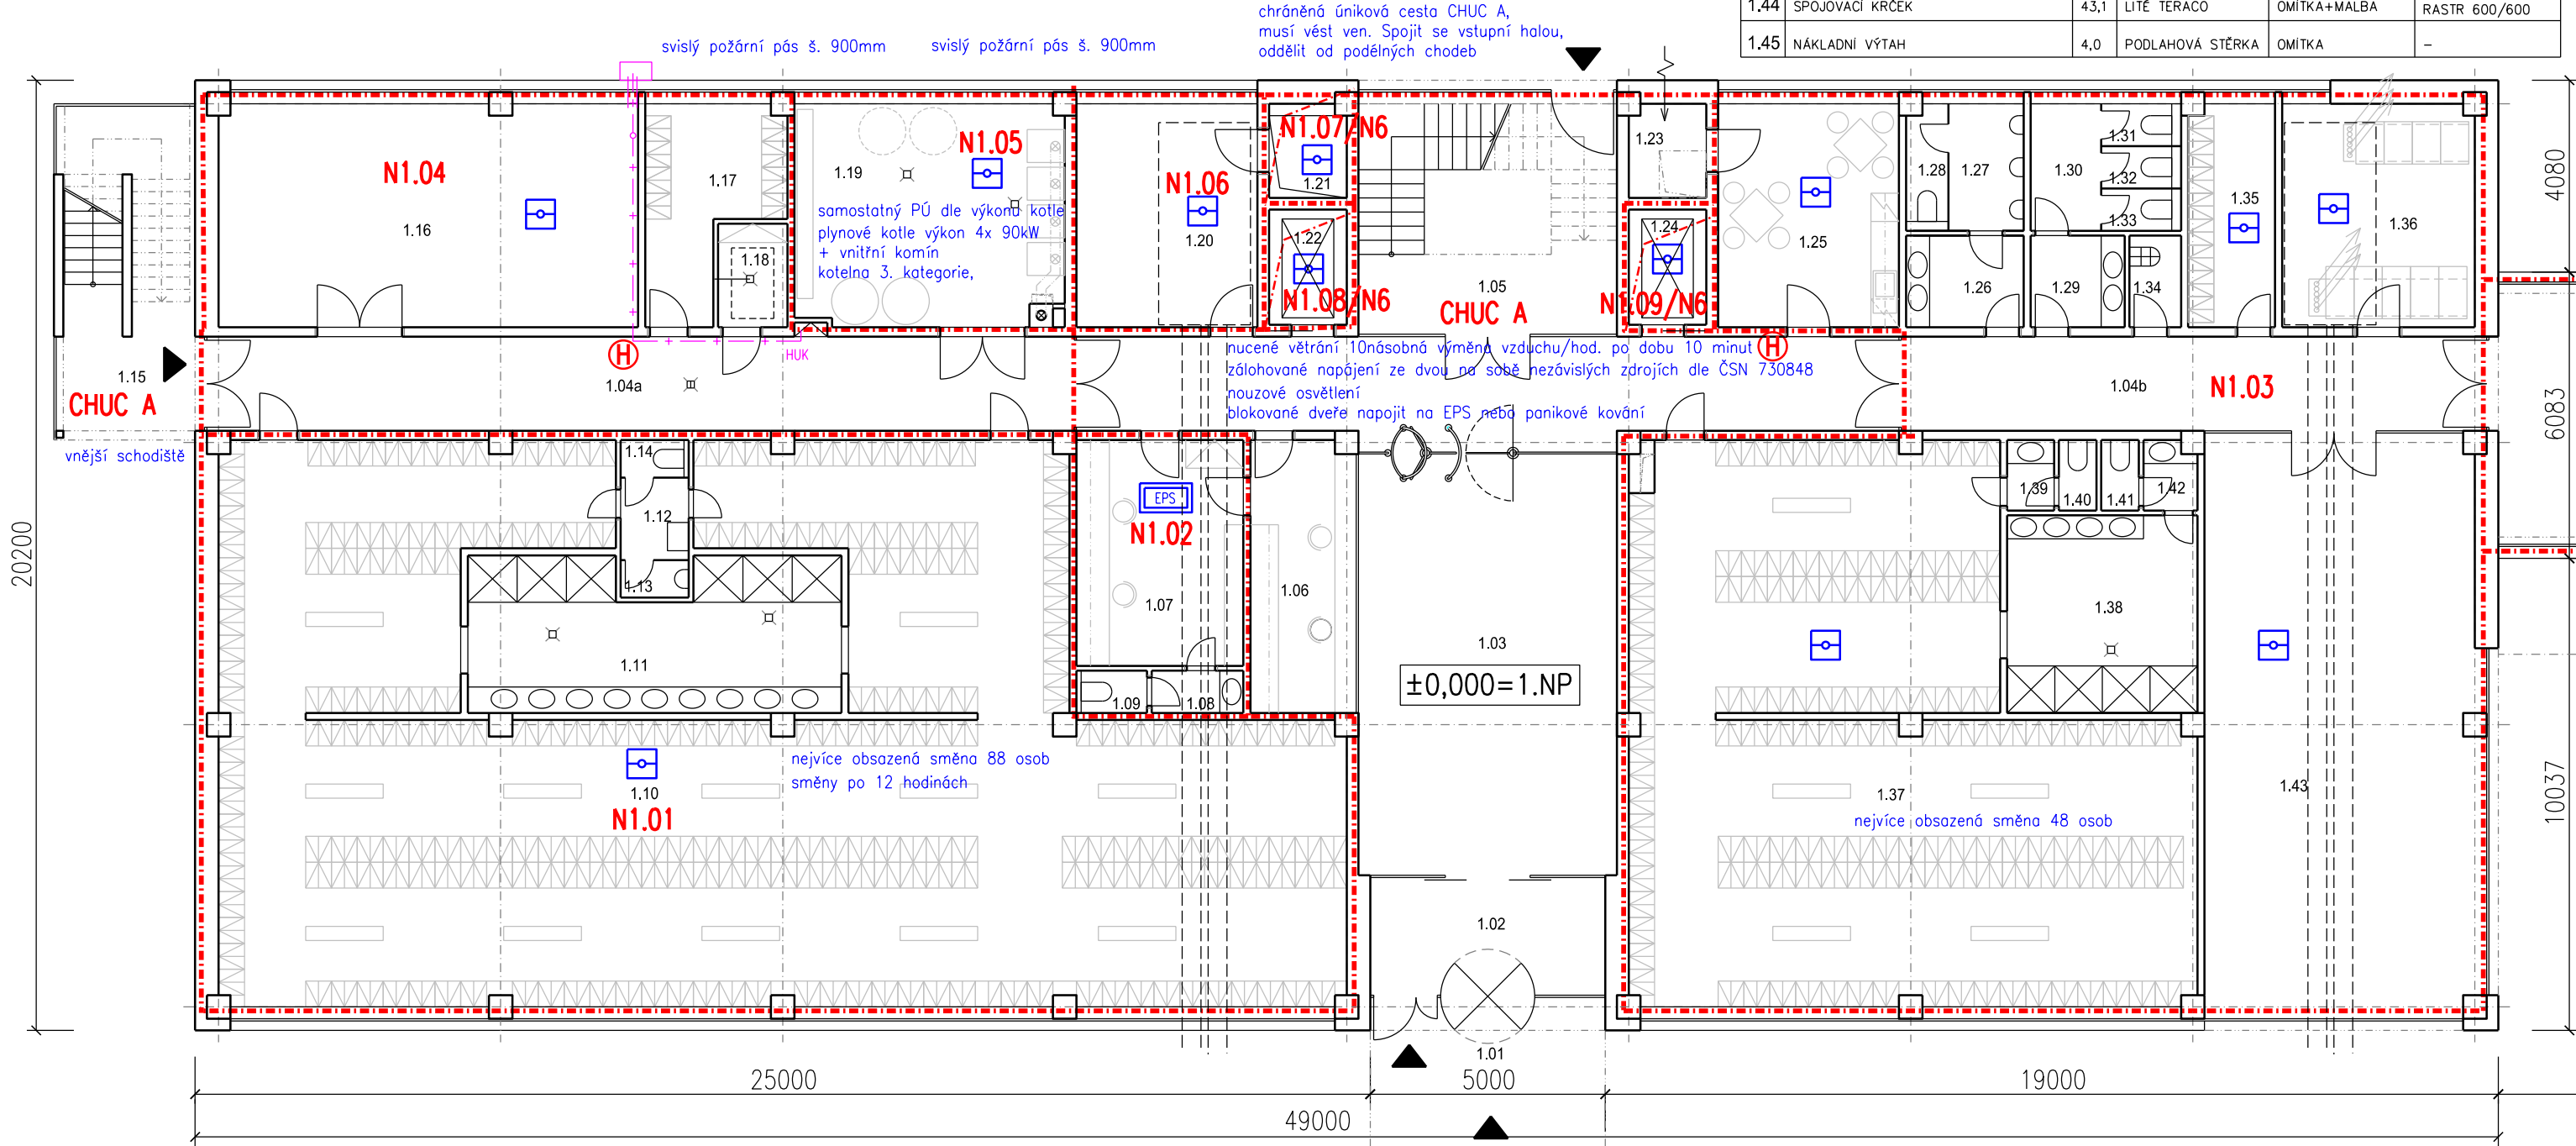 chráněná úniková cesta CHUC A,
musí vést ven. Spojit se vstupní halou,
oddělit od podélných chodeb
1.44 SPOJOVACÍ KRČEK 43,1 LITÉ TERACO OMÍTKA+MALBA RASTR 600/600
1.45 NÁKLADNÍ VÝTAH 4,0 PODLAHOVÁ STĚRKA OMÍTKA –
svislý požární pás š. 900mm
svislý požární pás š. 900mm
N1.04
1.16
1.17
1.18
N1.05
1.19
samostatný PÚ dle výkonu kotle
plynové kotle výkon 4x 90kW
+ vnitřní komín
kotelna 3. kategorie,
N1.06
1.20
N1.07/N6
1.21
1.22
N1.08/N6
1.05
CHUC A
1.23
1.24
N1.09/N6
1.25
1.28
1.27
1.26
1.30
1.29
1.31
1.32
1.33
1.34
1.35
1.36
4080
1.15
CHUC A
vnější schodiště
H
HUK
1.04a
nucené větrání 10násobná výměna vzduchu/hod. po dobu 10 minut
H
zálohované napájení ze dvou na sobě nezávislých zdrojích dle ČSN 730848
nouzové osvětlení
blokované dveře napojit na EPS nebo panikové kování
1.04b
N1.03
6083
20200
1.14
1.12
1.13
1.11
EPS
N1.02
1.07
1.06
1.09
1.08
1.03
±0,000=1.NP
1.39
1.40
1.41
1.42
1.38
nejvíce obsazená směna 88 osob
směny po 12 hodinách
1.10
N1.01
1.37
nejvíce obsazená směna 48 osob
1.43
10037
1.02
1.01
25000
5000
19000
49000